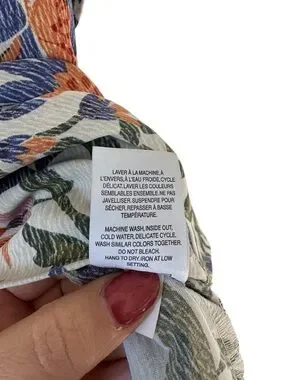 LAVER À LA MACHINE, À
L'ENVERS, À L'EAU FROIDE, CYCLE
DÉLICAT. LAVER LES COULEURS
SEMBLABLES ENSEMBLE. NE PAS
JAVELLISER. SUSPENDRE POUR
SÉCHER. REPASSER À BASSE
TEMPÉRATURE.
MACHINE WASH, INSIDE OUT,
COLD WATER, DELICATE CYCLE.
WASH SIMILAR COLORS TOGETHER.
DO NOT BLEACH.
HANG TO DRY. IRON AT LOW
SETTING.